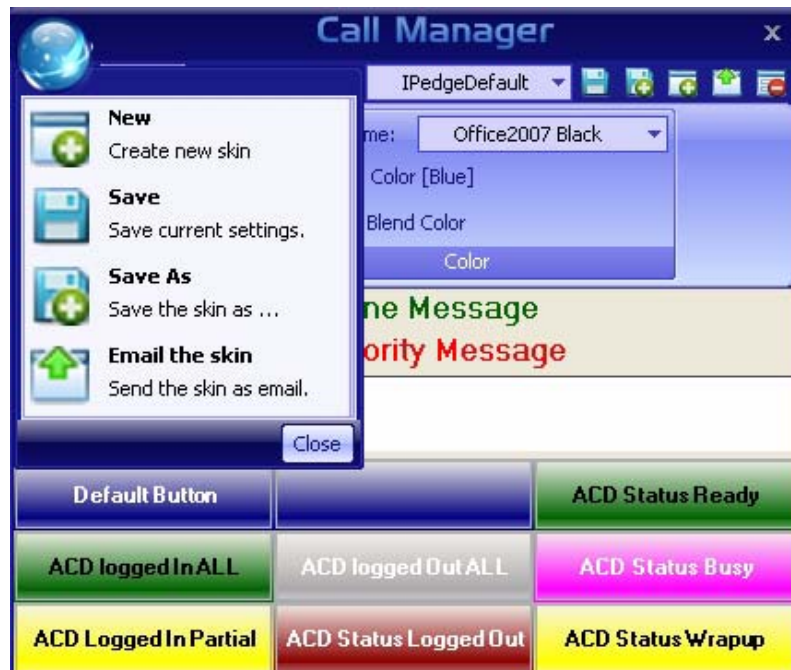 Call Manager
x
IPedgeDefault
New
Create new skin
me: Office2007 Black
Save
Save current settings.
Color [Blue]
Blend Color
Color
Save As
Save the skin as ...
ne Message
Email the skin
Send the skin as email.
ority Message
Close
Default Button
ACD Status Ready
ACD logged In ALL
ACD logged Out ALL
ACD Status Busy
ACD Logged In Partial
ACD Status Logged Out
ACD Status Wrapup